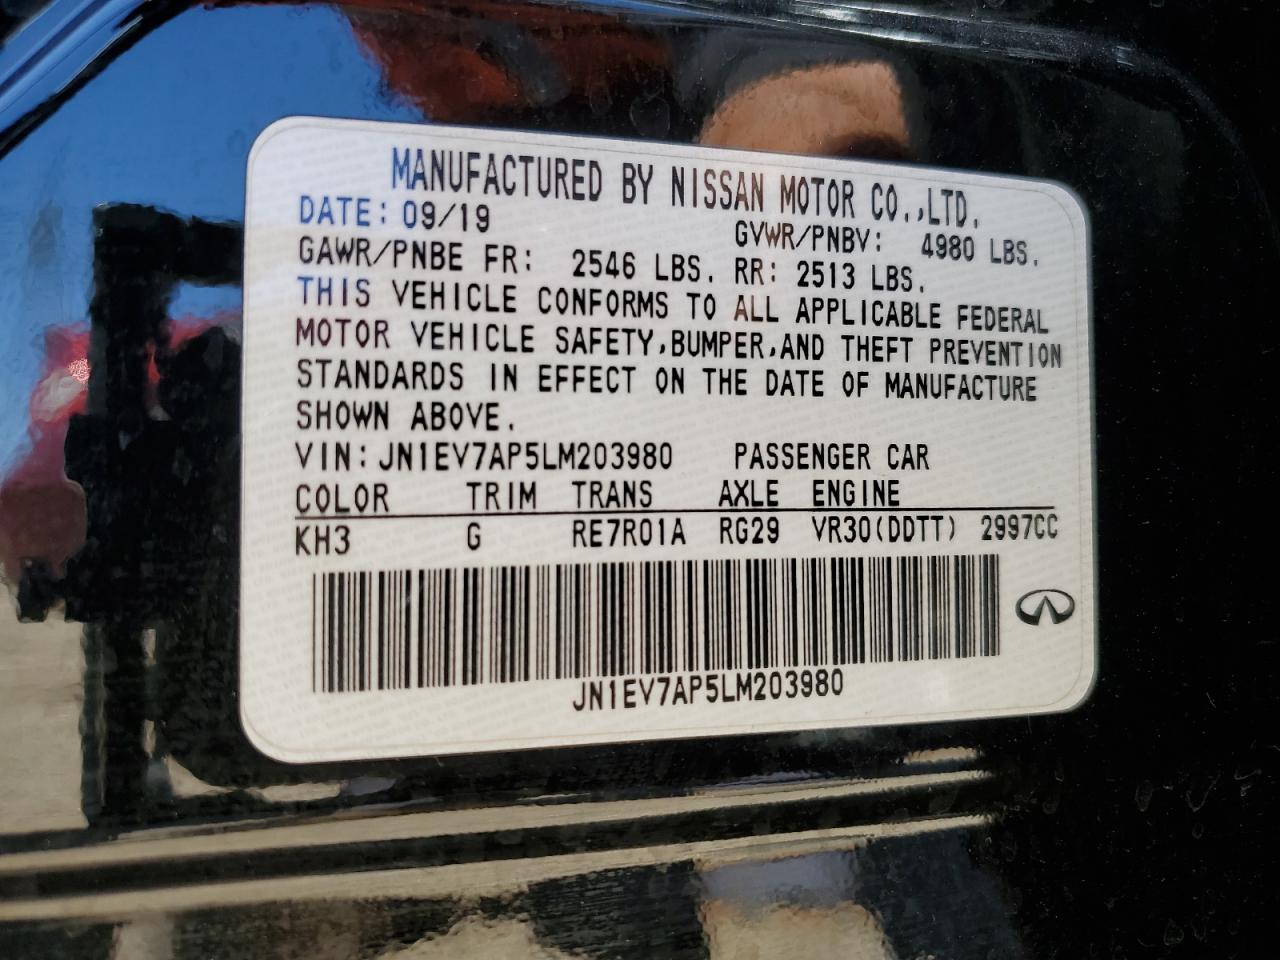 MANUFACTURED BY NISSAN MOTOR CO.,LTD.
DATE: 09/19 GVWR/PNBV: 4980 LBS.
GAWR/PNBE FR: 2546 LBS. RR: 2513 LBS.
THIS VEHICLE CONFORMS TO ALL APPLICABLE FEDERAL
MOTOR VEHICLE SAFETY,BUMPER,AND THEFT PREVENTION
STANDARDS IN EFFECT ON THE DATE OF MANUFACTURE
SHOWN ABOVE.
VIN: JN1EV7AP5LM203980 PASSENGER CAR
COLOR TRIM TRANS AXLE ENGINE
KH3 G RE7R01A RG29 VR30(DDTT) 2997CC
JN1EV7AP5LM203980